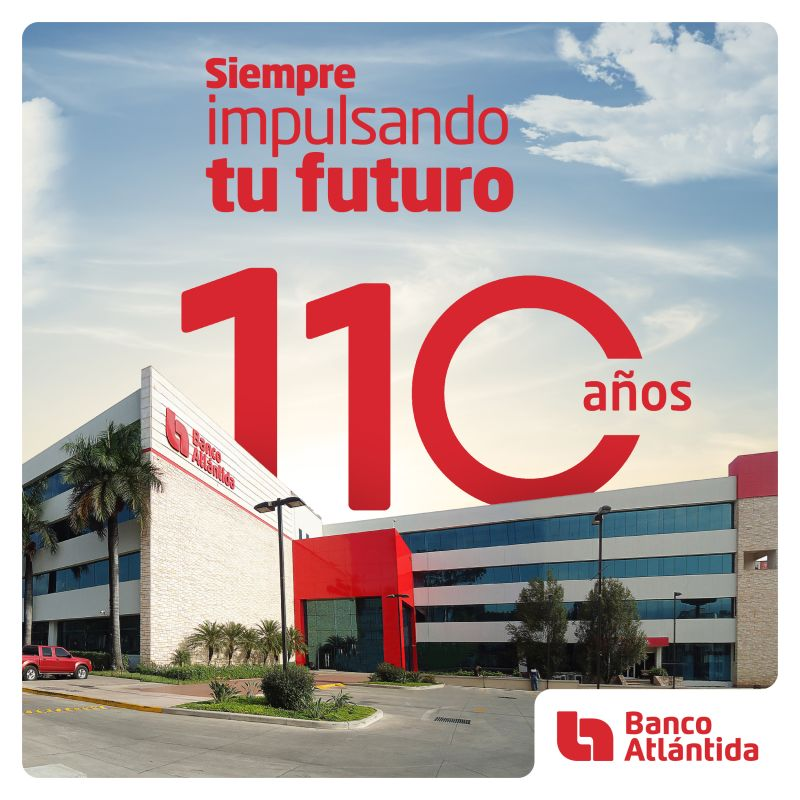 Siempre
impulsando
tu futuro
110
años
Banco
Atlántida
Banco
Atlántida